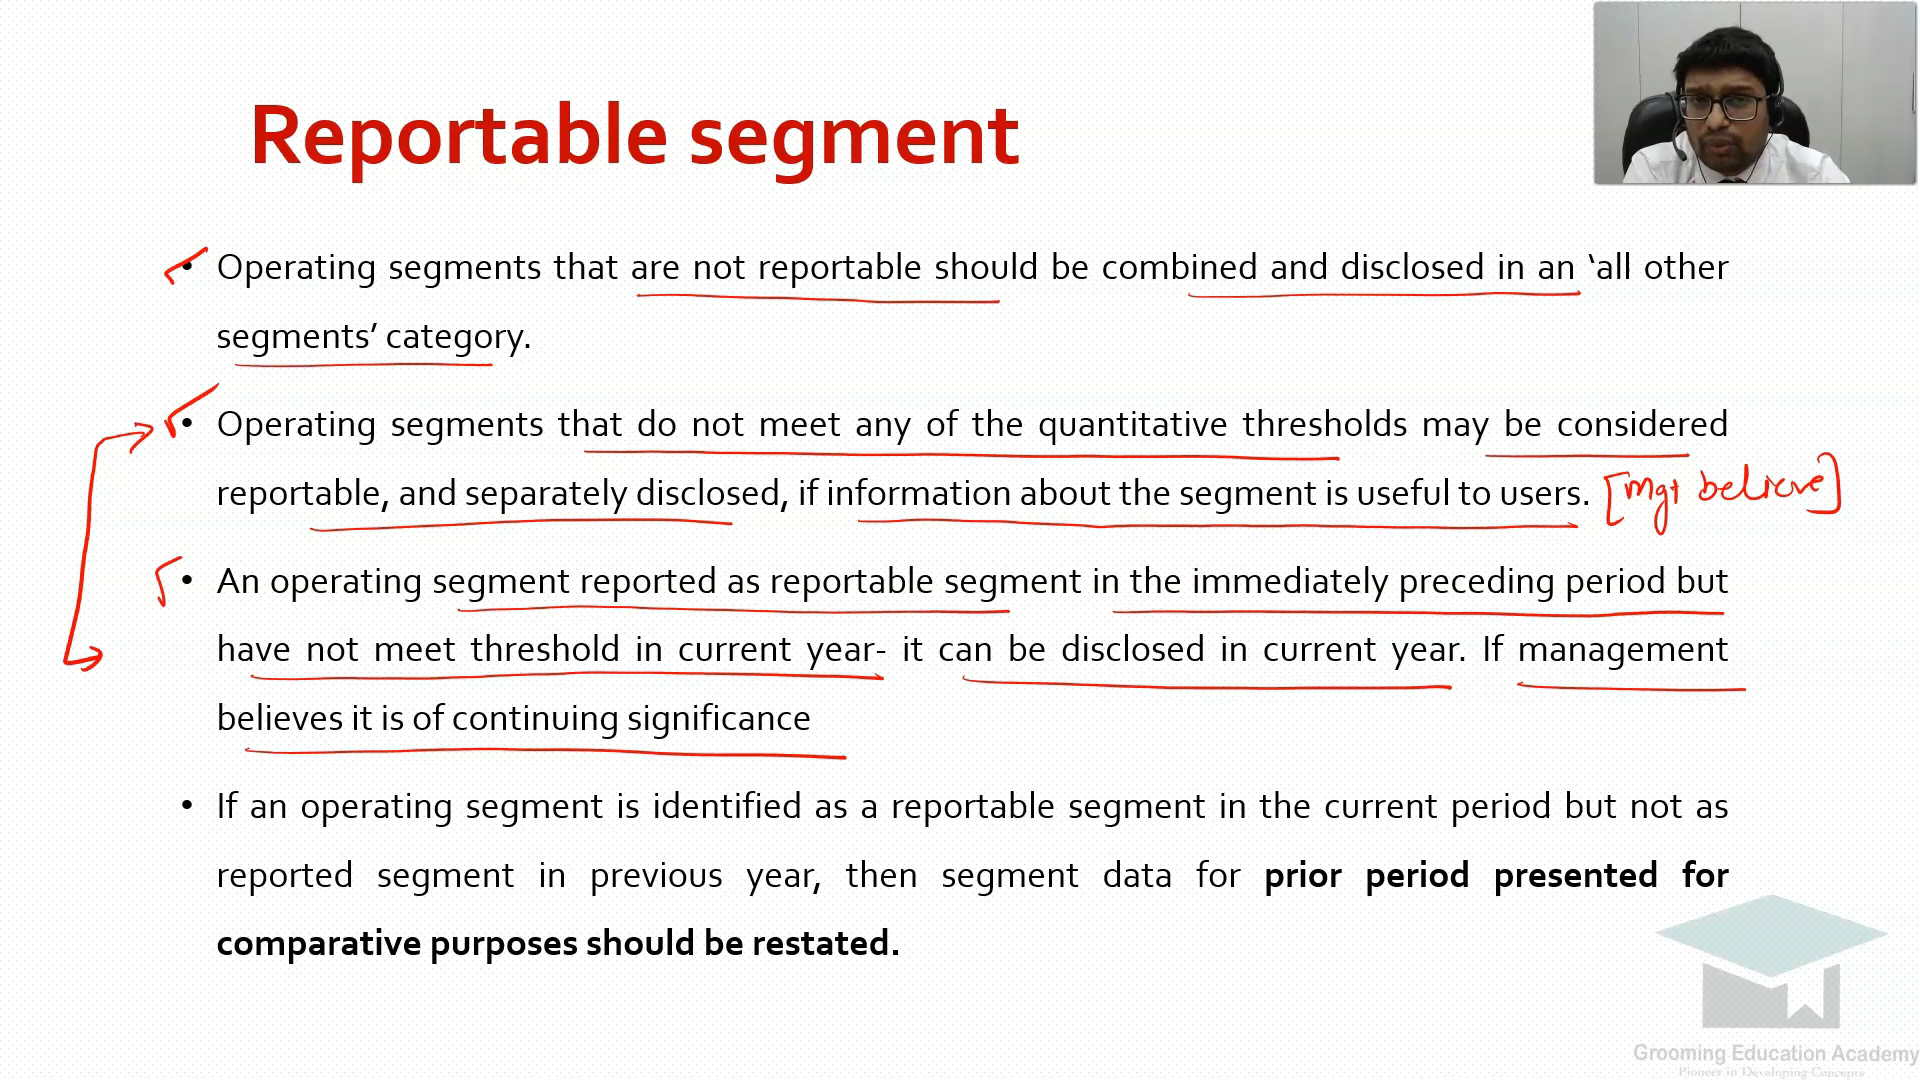 Reportable segment
• Operating segments that are not reportable should be combined and disclosed in an ‘all other
segments’ category.
• Operating segments that do not meet any of the quantitative thresholds may be considered
reportable, and separately disclosed, if information about the segment is useful to users. [mgt believe]
• An operating segment reported as reportable segment in the immediately preceding period but
have not meet threshold in current year- it can be disclosed in current year. If management
believes it is of continuing significance
• If an operating segment is identified as a reportable segment in the current period but not as
reported segment in previous year, then segment data for prior period presented for
comparative purposes should be restated.
Grooming Education Academy
Pioneer in Developing Concepts